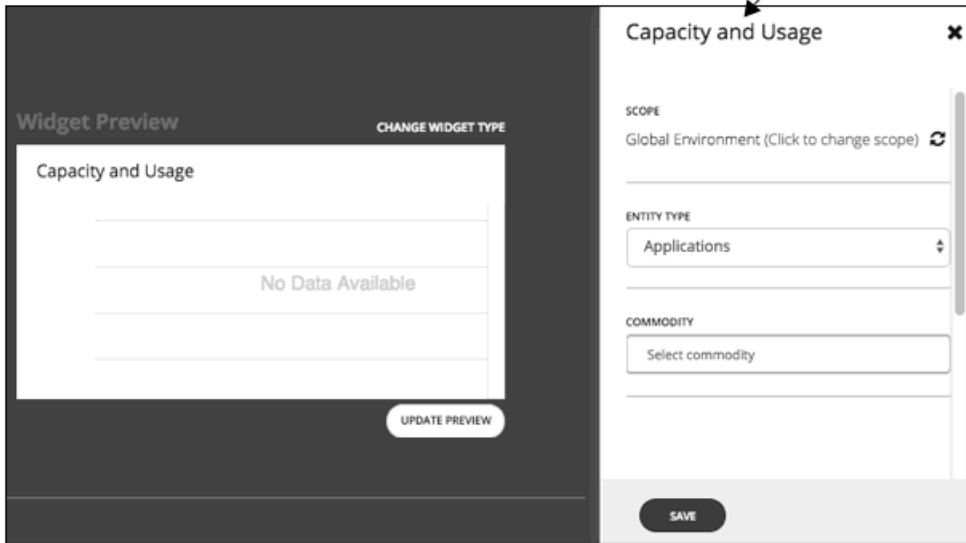 Widget Preview
CHANGE WIDGET TYPE
Capacity and Usage
No Data Available
UPDATE PREVIEW
Capacity and Usage
SCOPE
Global Environment (Click to change scope)
ENTITY TYPE
Applications
COMMODITY
Select commodity
SAVE